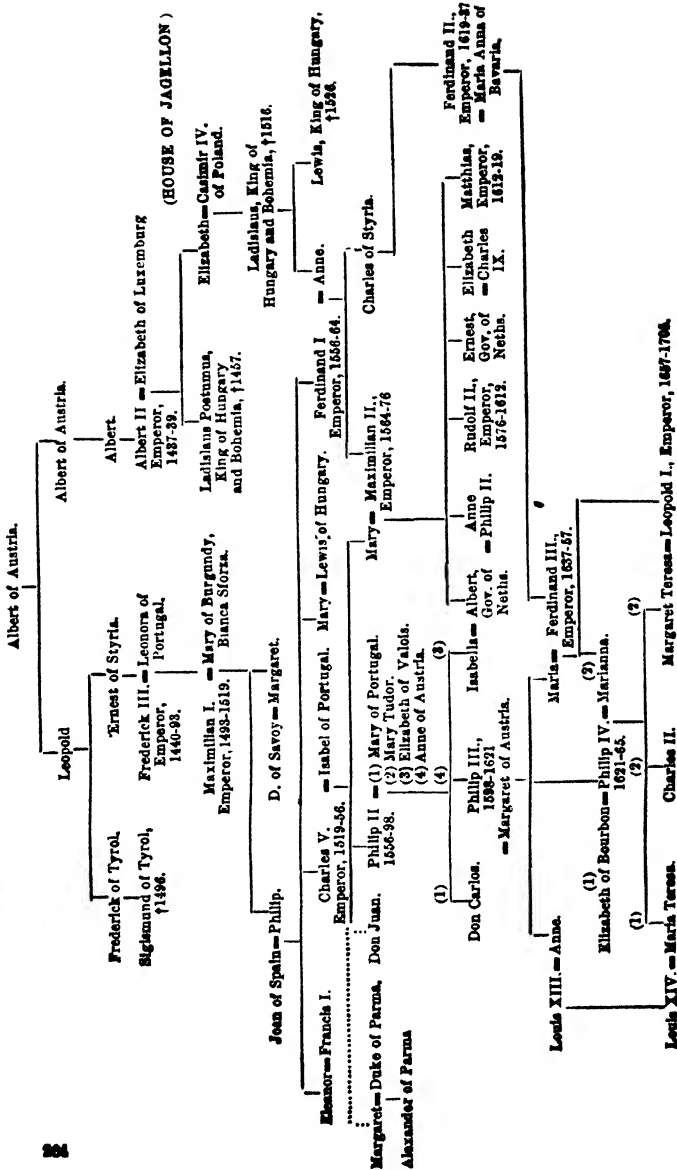 Albert of Austria.
Leopold
Albert of Austria.
Frederick of Tyrol.
Ernest of Styria.
Albert.
(HOUSE OF JAGELLON)
Sigismund of Tyrol,
†1496.
Frederick III. = Leonora of
Emperor, Portugal.
1440-93.
Albert II = Elizabeth of Luxemburg
Emperor,
1437-39.
Maximilian I. = Mary of Burgundy,
Emperor, 1493-1519. Bianca Sforza.
Ladislaus Postumus,
King of Hungary
and Bohemia, †1457.
Elizabeth = Casimir IV.
of Poland.
Ladislaus, King of
Hungary and Bohemia, †1516.
Joan of Spain = Philip.
D. of Savoy = Margaret.
Eleanor = Francis I.
Charles V. = Isabel of Portugal.
Emperor, 1519-56.
Mary = Lewis of Hungary.
Ferdinand I = Anne.
Emperor, 1556-64.
Lewis, King of Hungary,
†1526.
Margaret = Duke of Parma,
Don Juan.
Philip II = (1) Mary of Portugal.
1556-98. (2) Mary Tudor.
(3) Elizabeth of Valois.
(4) Anne of Austria.
Mary = Maximilian II.,
Emperor, 1564-76
Charles of Styria.
Alexander of Parma
(1)
(4)
(3)
Don Carlos.
Philip III.,
1598-1621
= Margaret of Austria.
Isabella = Albert,
Gov. of
Neths.
Anne
= Philip II.
Rudolf II.,
Emperor,
1576-1612.
Ernest,
Gov. of
Neths.
Elizabeth
= Charles
IX.
Matthias,
Emperor,
1612-19.
Ferdinand II.,
Emperor, 1619-37
= Maria Anna of
Bavaria.
Louis XIII. = Anne.
(1) (2)
Elizabeth of Bourbon = Philip IV. = Marianna.
1621-65.
Maria = Ferdinand III.,
Emperor, 1637-57.
(1)
(2)
(2)
Louis XIV. = Maria Teresa.
Charles II.
Margaret Teresa = Leopold I., Emperor, 1657-1705.